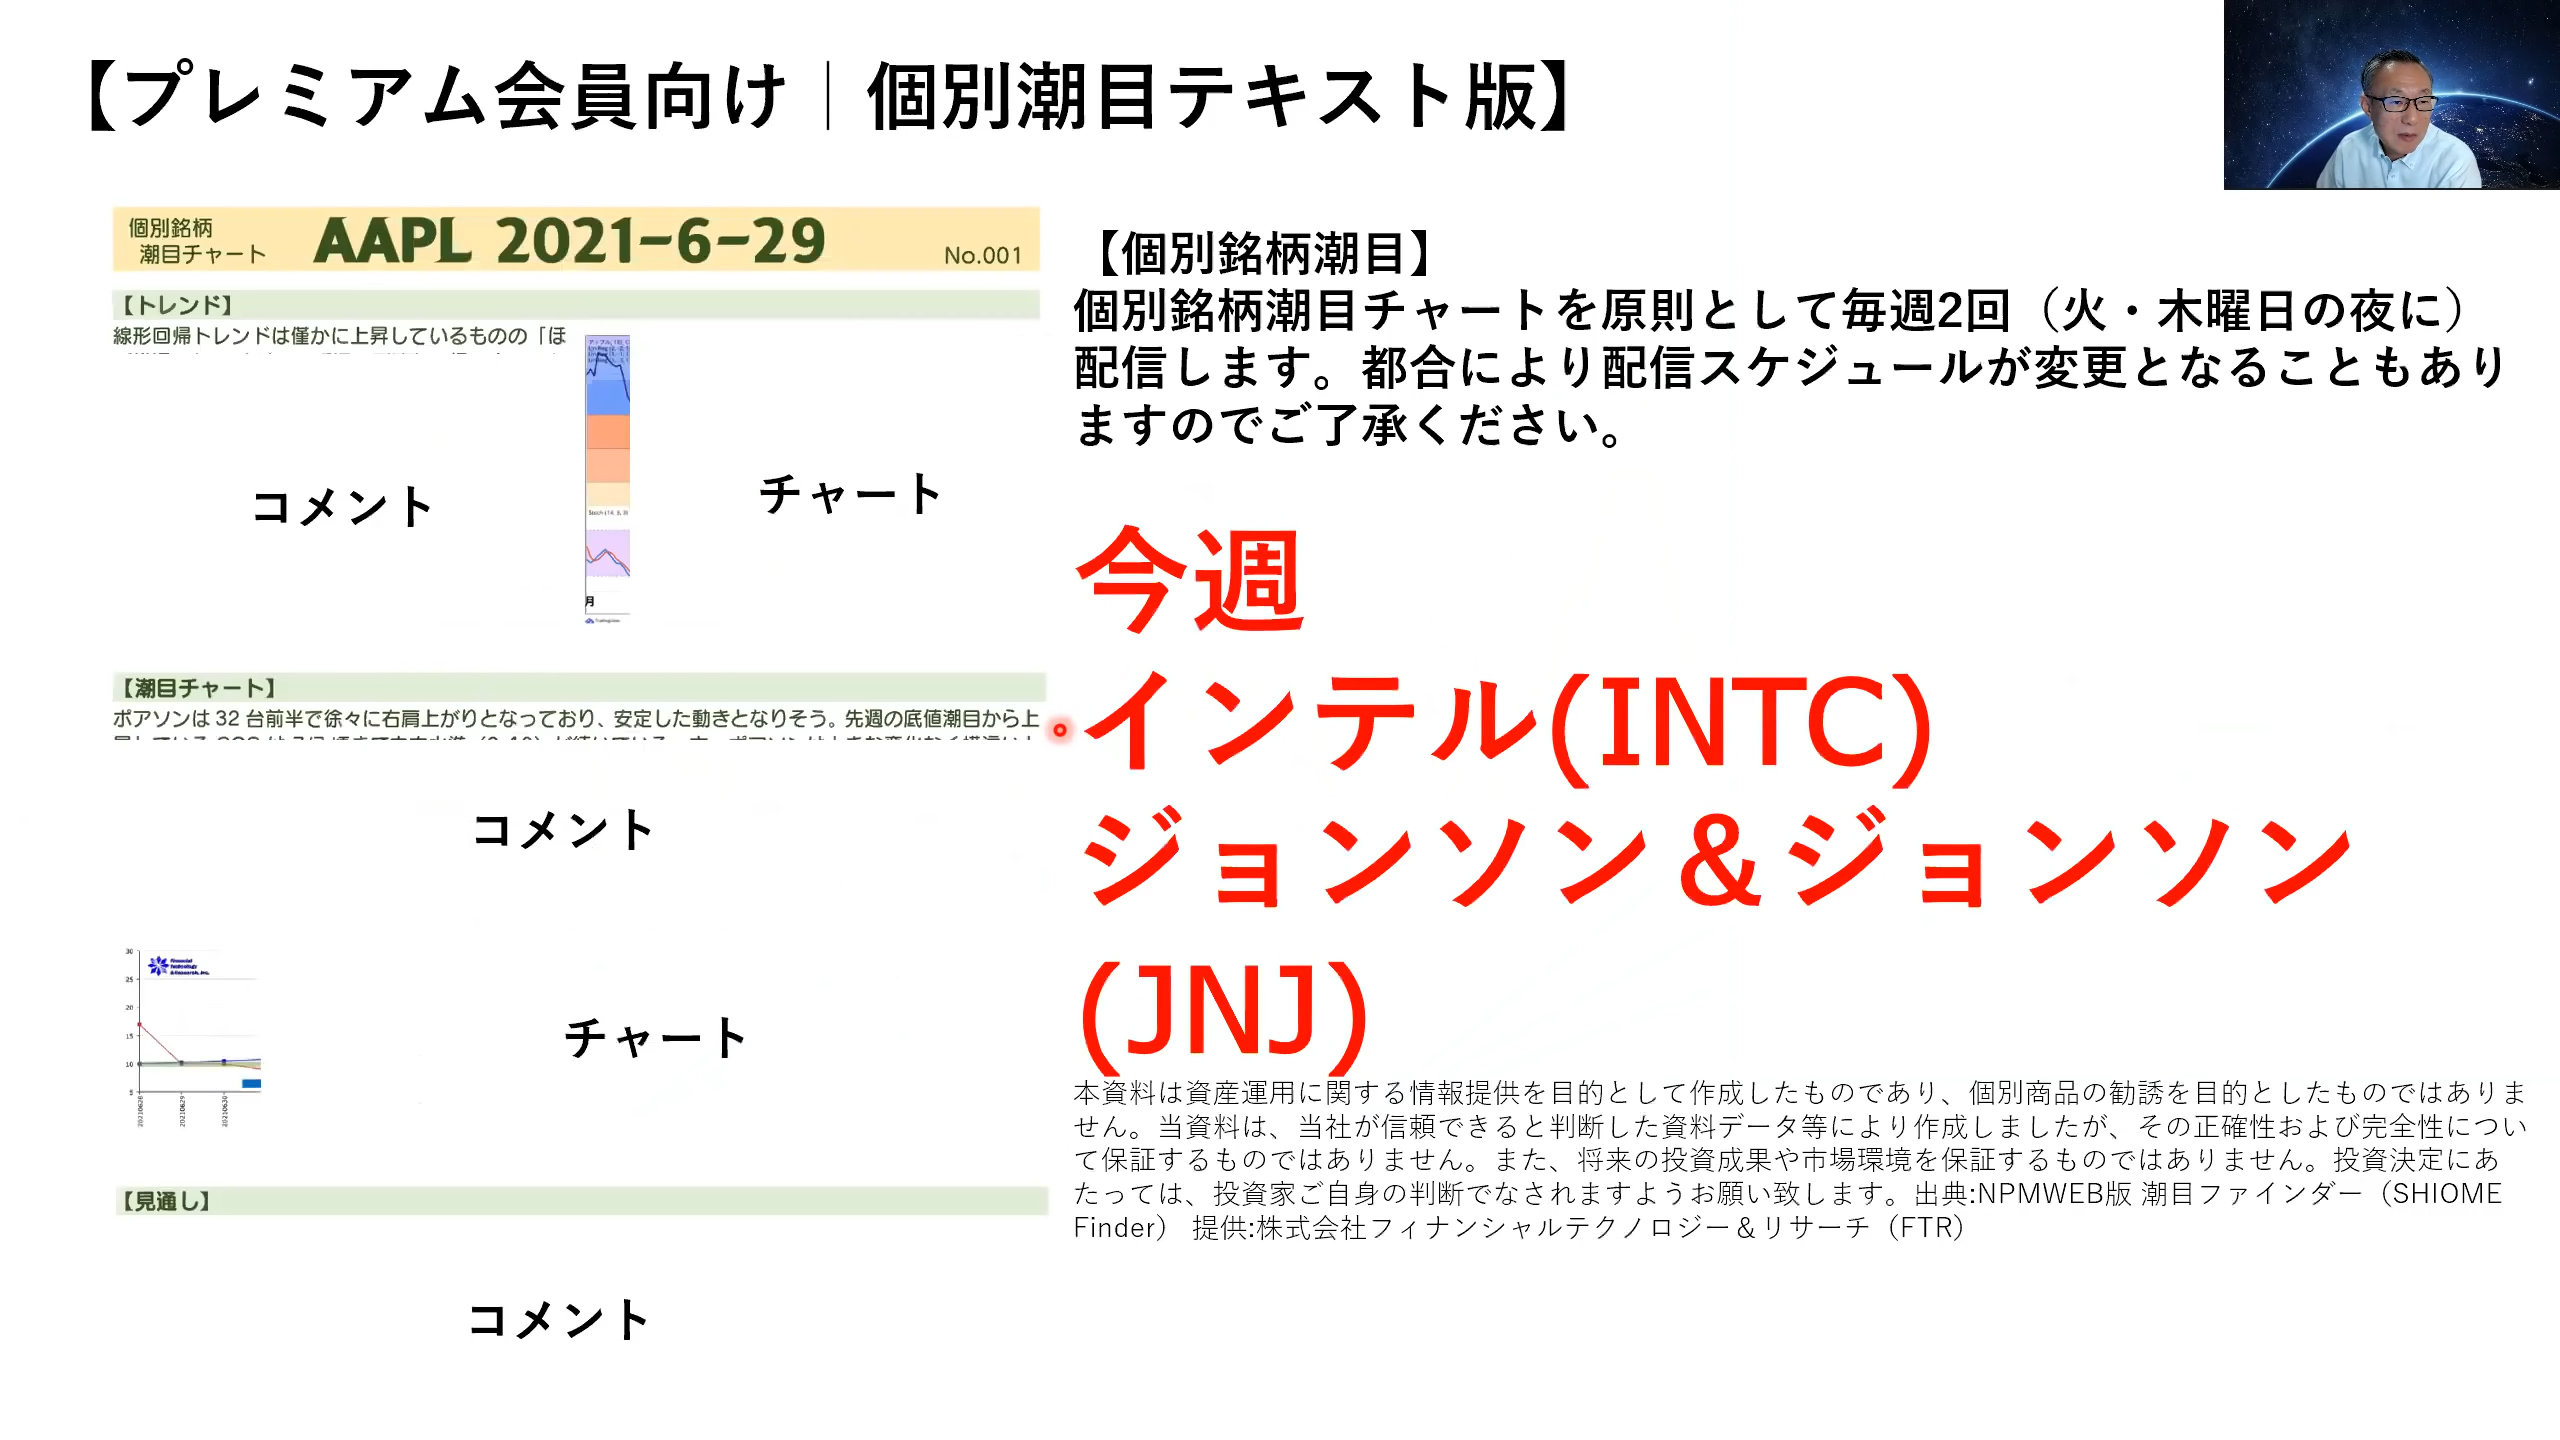 【プレミアム会員向け｜個別潮目テキスト版】
個別銘柄
潮目チャート
AAPL 2021-6-29
No.001
【トレンド】
線形回帰トレンドは僅かに上昇しているものの「ほ
コメント
チャート
月
【潮目チャート】
ポアソンは32台前半で徐々に右肩上がりとなっており、安定した動きとなりそう。先週の底値潮目から上
コメント
30
25
20
15
10
5
Financial
Technology
& Research, Inc.
20210629
20210630
チャート
【見通し】
コメント
【個別銘柄潮目】
個別銘柄潮目チャートを原則として毎週2回（火・木曜日の夜に）
配信します。都合により配信スケジュールが変更となることもあり
ますのでご了承ください。
今週
インテル(INTC)
ジョンソン＆ジョンソン
(JNJ)
本資料は資産運用に関する情報提供を目的として作成したものであり、個別商品の勧誘を目的としたものではありま
せん。当資料は、当社が信頼できると判断した資料データ等により作成しましたが、その正確性および完全性につい
て保証するものではありません。また、将来の投資成果や市場環境を保証するものではありません。投資決定にあ
たっては、投資家ご自身の判断でなされますようお願い致します。出典:NPMWEB版 潮目ファインダー（SHIOME
Finder） 提供:株式会社フィナンシャルテクノロジー＆リサーチ（FTR）